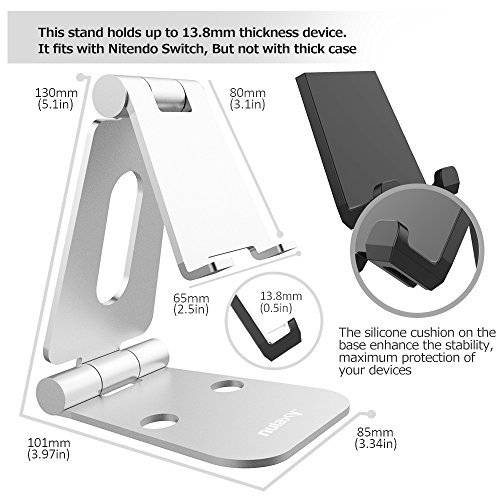 This stand holds up to 13.8mm thickness device.
It fits with Nitendo Switch, But not with thick case
130mm
(5.1in)
80mm
(3.1in)
65mm
(2.5in)
13.8mm
(0.5in)
The silicone cushion on the
base enhance the stability,
maximum protection of
your devices
nulaxy
101mm
(3.97in)
85mm
(3.34in)